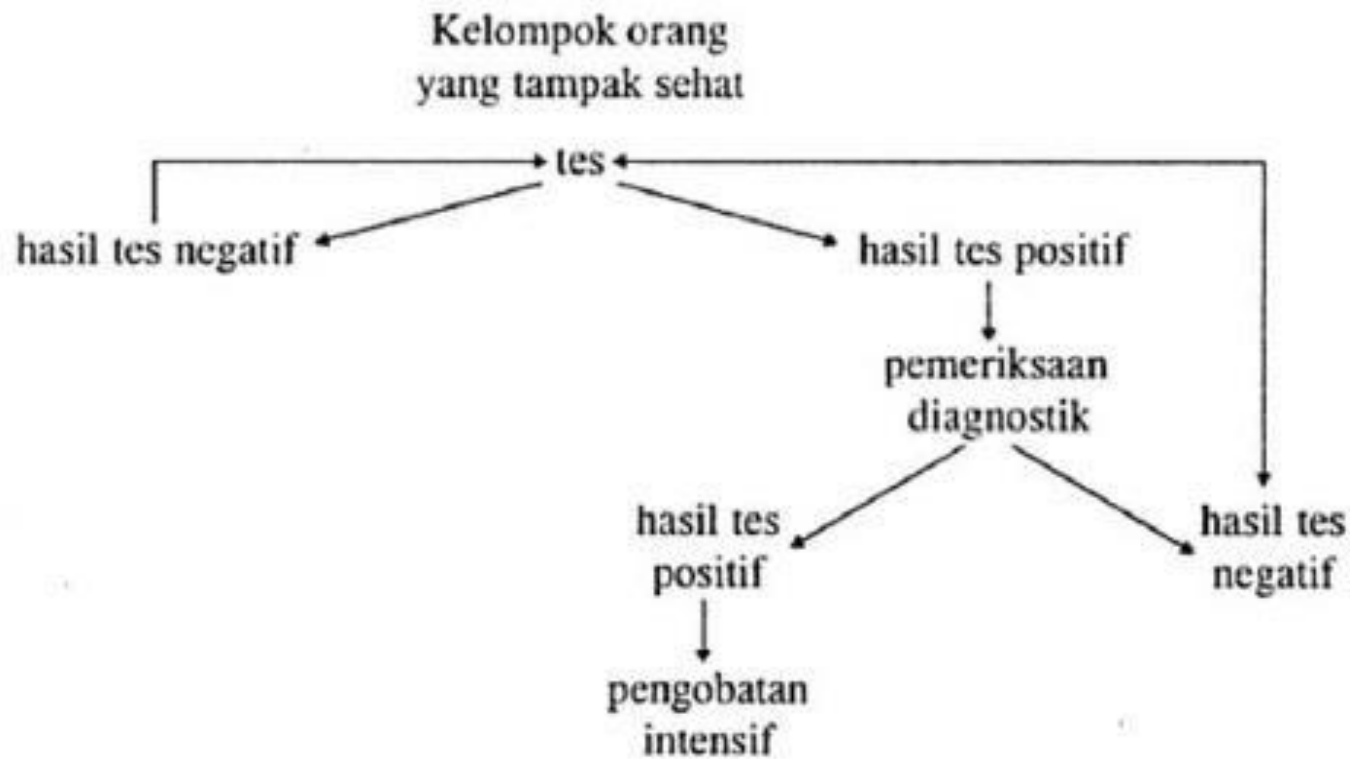 Kelompok orang
yang tampak sehat
tes
hasil tes negatif
hasil tes positif
pemeriksaan
diagnostik
hasil tes
positif
hasil tes
negatif
pengobatan
intensif